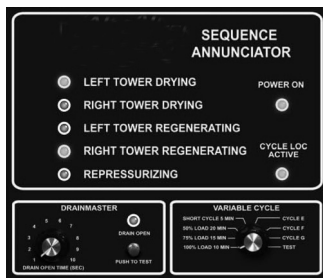 SEQUENCE
ANNUNCIATOR
LEFT TOWER DRYING
POWER ON
RIGHT TOWER DRYING
LEFT TOWER REGENERATING
RIGHT TOWER REGENERATING
CYCLE LOC
ACTIVE
REPRESSURIZING
DRAINMASTER
1
2
3
4
5
6
7
8
9
10
DRAIN OPEN TIME (SEC)
DRAIN OPEN
PUSH TO TEST
VARIABLE CYCLE
SHORT CYCLE 5 MIN
50% LOAD 20 MIN
75% LOAD 15 MIN
100% LOAD 10 MIN
CYCLE E
CYCLE F
CYCLE G
TEST